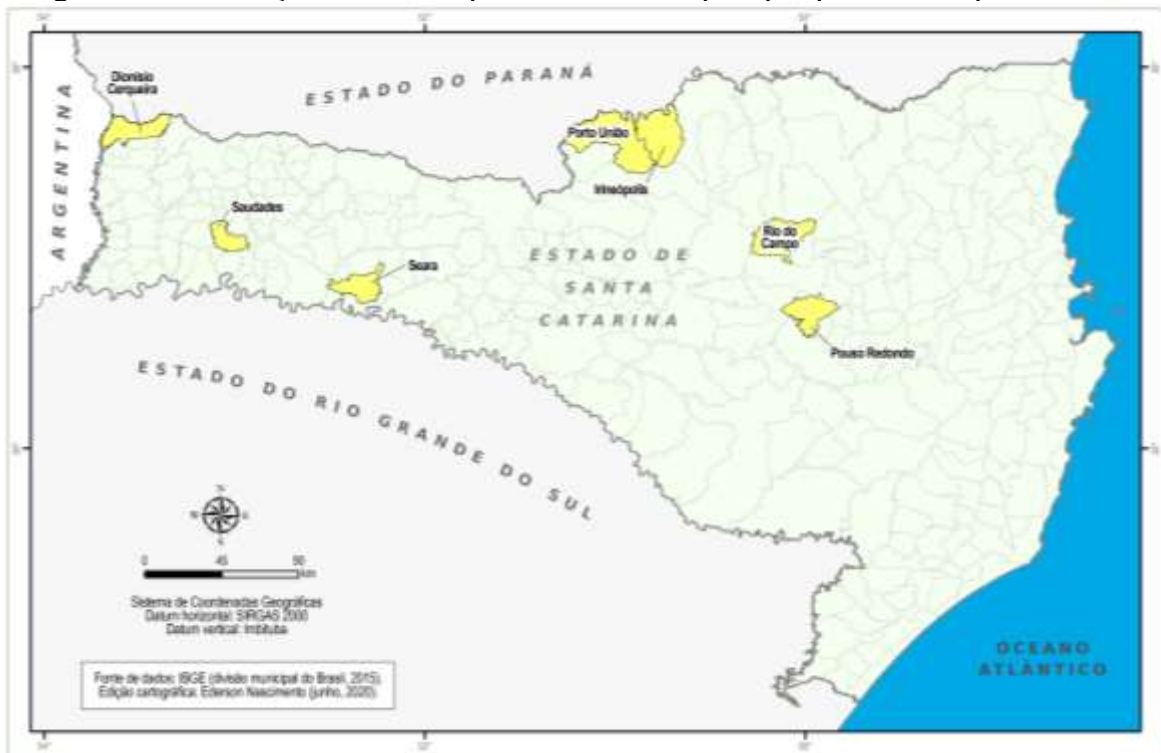 Dionísio
Cerqueira
ESTADO DO PARANÁ
ARGENTINA
Porto União
Irineópolis
Saudades
Rio do
Campo
Seara
ESTADO DE
SANTA
CATARINA
Pouso Redondo
ESTADO DO RIO GRANDE DO SUL
0 45 90
km
Sistema de Coordenadas Geográficas
Datum horizontal: SIRGAS 2000
Datum vertical: Imbituba
Fonte de dados: IBGE (divisão municipal do Brasil, 2015).
Edição cartográfica: Ederson Nascimento (junho, 2020).
OCEANO
ATLÂNTICO